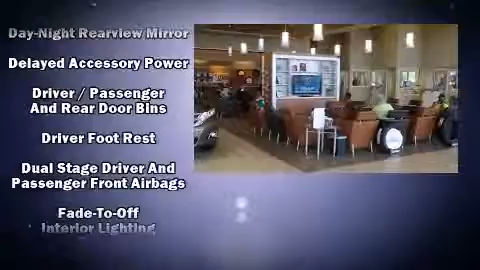 Day-Night Rearview Mirror
Delayed Accessory Power
Driver / Passenger
And Rear Door Bins
Driver Foot Rest
Dual Stage Driver And
Passenger Front Airbags
Fade-To-Off
Interior Lighting